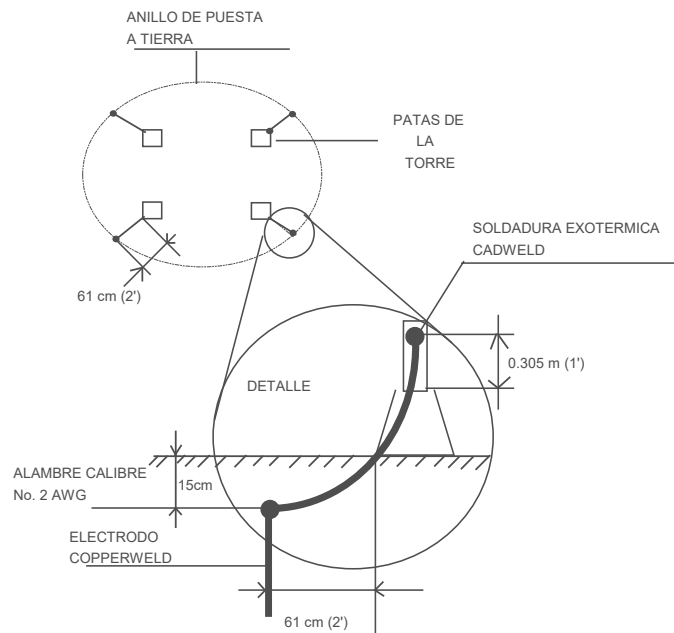 ANILLO DE PUESTA
A TIERRA
PATAS DE
LA
TORRE
SOLDADURA EXOTERMICA
CADWELD
61 cm (2')
0.305 m (1')
DETALLE
ALAMBRE CALIBRE
No. 2 AWG
15cm
ELECTRODO
COPPERWELD
61 cm (2')